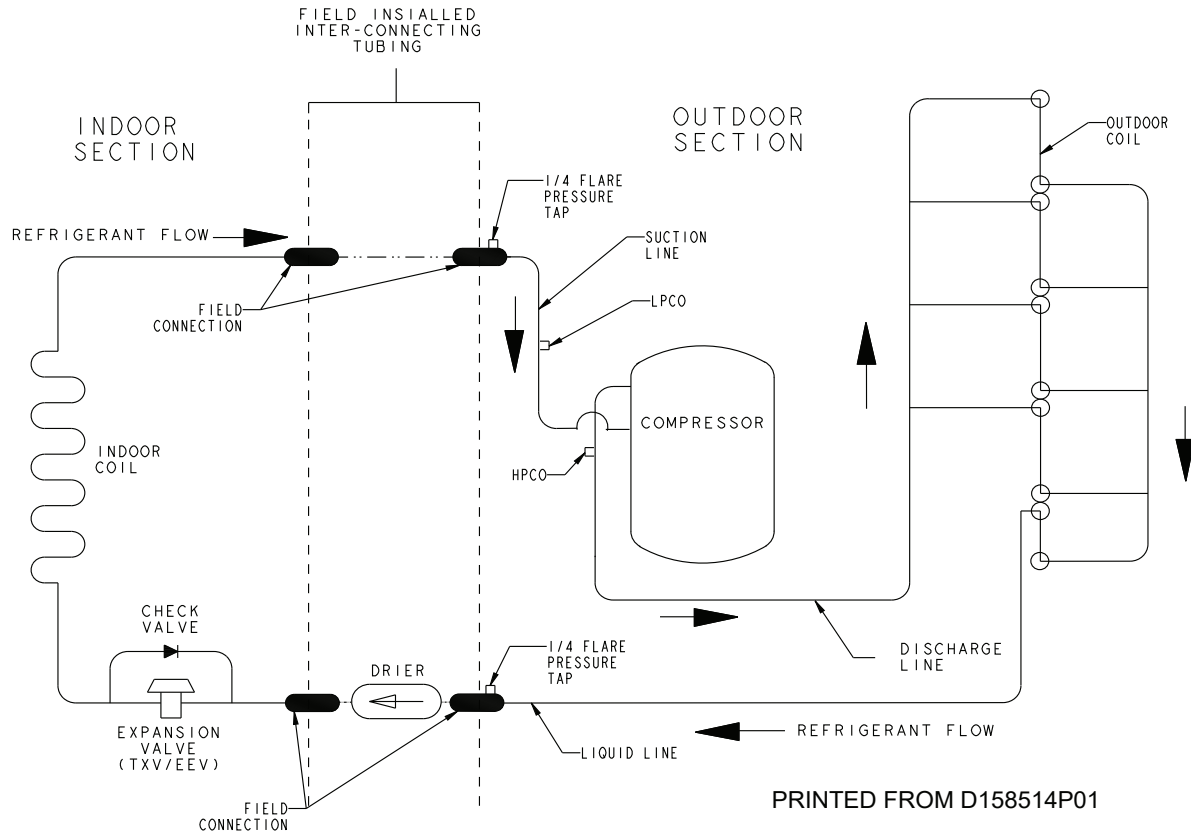 FIELD INSIALLED
INTER-CONNECTING
TUBING
INDOOR
SECTION
OUTDOOR
SECTION
OUTDOOR
COIL
1/4 FLARE
PRESSURE
TAP
REFRIGERANT FLOW
SUCTION
LINE
FIELD
CONNECTION
LPCO
COMPRESSOR
INDOOR
COIL
HPCO
CHECK
VALVE
DRIER
1/4 FLARE
PRESSURE
TAP
DISCHARGE
LINE
EXPANSION
VALVE
(TXV/EEV)
LIQUID LINE
REFRIGERANT FLOW
FIELD
CONNECTION
PRINTED FROM D158514P01